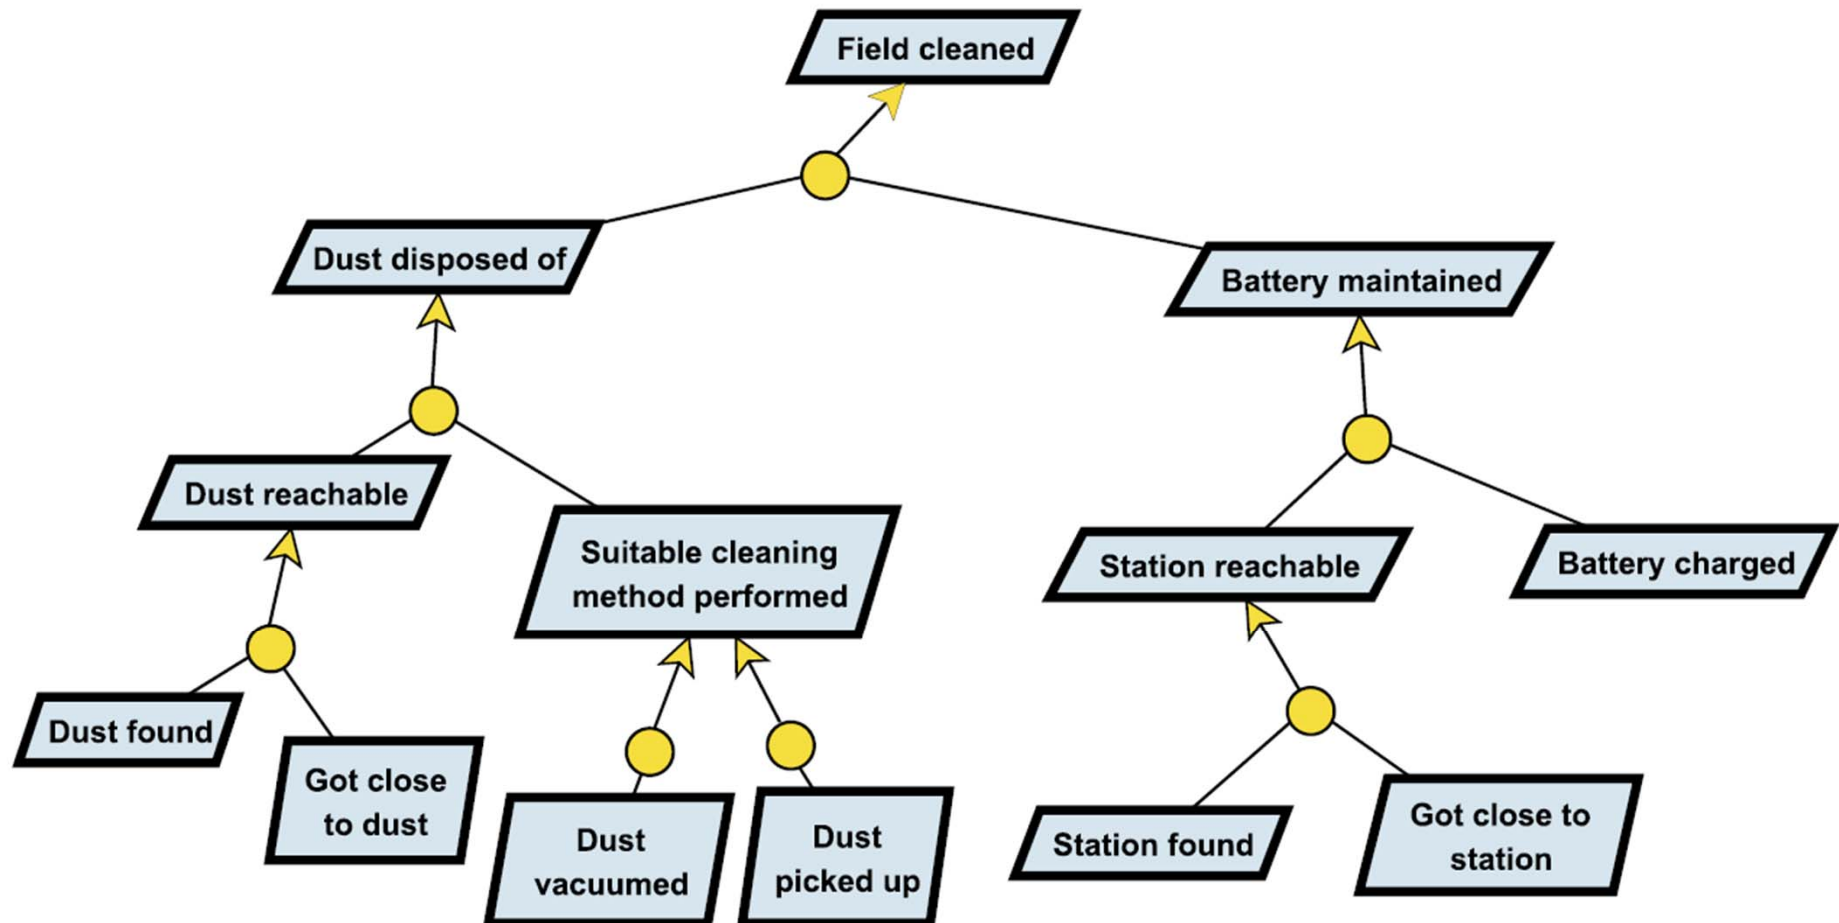 Field cleaned
Dust disposed of
Battery maintained
Dust reachable
Suitable cleaning
method performed
Station reachable
Battery charged
Dust found
Got close
to dust
Dust
vacuumed
Dust
picked up
Station found
Got close to
station